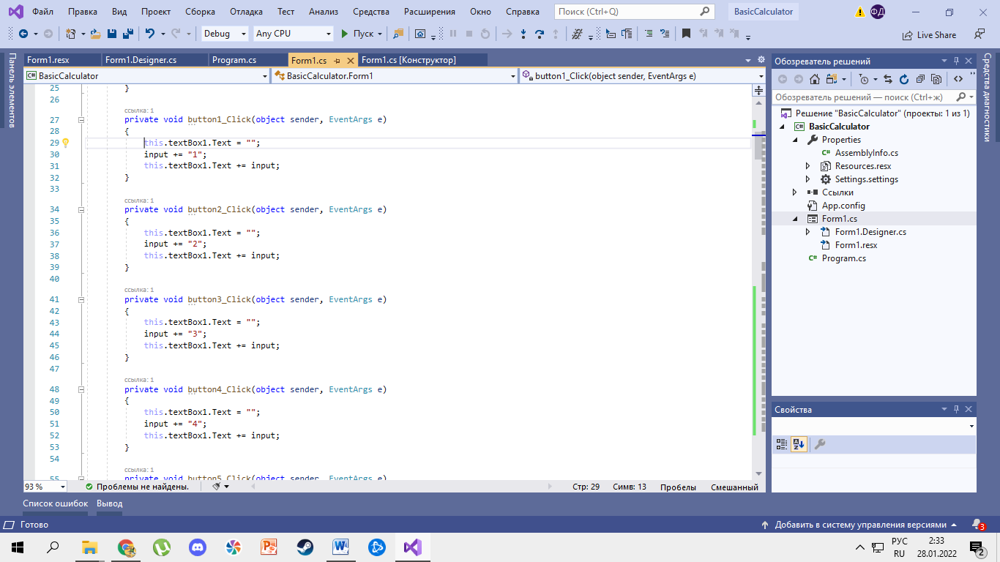 Файл Правка Вид Проект Сборка Отладка Тест Анализ Средства Расширения Окно Справка Поиск (Ctrl+Q) BasicCalculator ФД
Debug Any CPU Пуск Live Share
Панель элементов
Form1.resx Form1.Designer.cs Program.cs Form1.cs Form1.cs [Конструктор]
BasicCalculator BasicCalculator.Form1 button1_Click(object sender, EventArgs e)
25 }
26
ссылка: 1
27 private void button1_Click(object sender, EventArgs e)
28 {
29 this.textBox1.Text = "";
30 input += "1";
31 this.textBox1.Text += input;
32 }
33
ссылка: 1
34 private void button2_Click(object sender, EventArgs e)
35 {
36 this.textBox1.Text = "";
37 input += "2";
38 this.textBox1.Text += input;
39 }
40
ссылка: 1
41 private void button3_Click(object sender, EventArgs e)
42 {
43 this.textBox1.Text = "";
44 input += "3";
45 this.textBox1.Text += input;
46 }
47
ссылка: 1
48 private void button4_Click(object sender, EventArgs e)
49 {
50 this.textBox1.Text = "";
51 input += "4";
52 this.textBox1.Text += input;
53 }
54
ссылка: 1
55 private void button5_Click(object sender, EventArgs e)
93 % Проблемы не найдены. Стр: 29 Симв: 13 Пробелы Смешанный
Обозреватель решений
Обозреватель решений — поиск (Ctrl+ж)
Решение "BasicCalculator" (проекты: 1 из 1)
BasicCalculator
Properties
AssemblyInfo.cs
Resources.resx
Settings.settings
Ссылки
App.config
Form1.cs
Form1.Designer.cs
Form1.resx
Program.cs
Свойства
Средства диагностики
Список ошибок Вывод
Готово Добавить в систему управления версиями 3
РУС
RU
2:33
28.01.2022
2